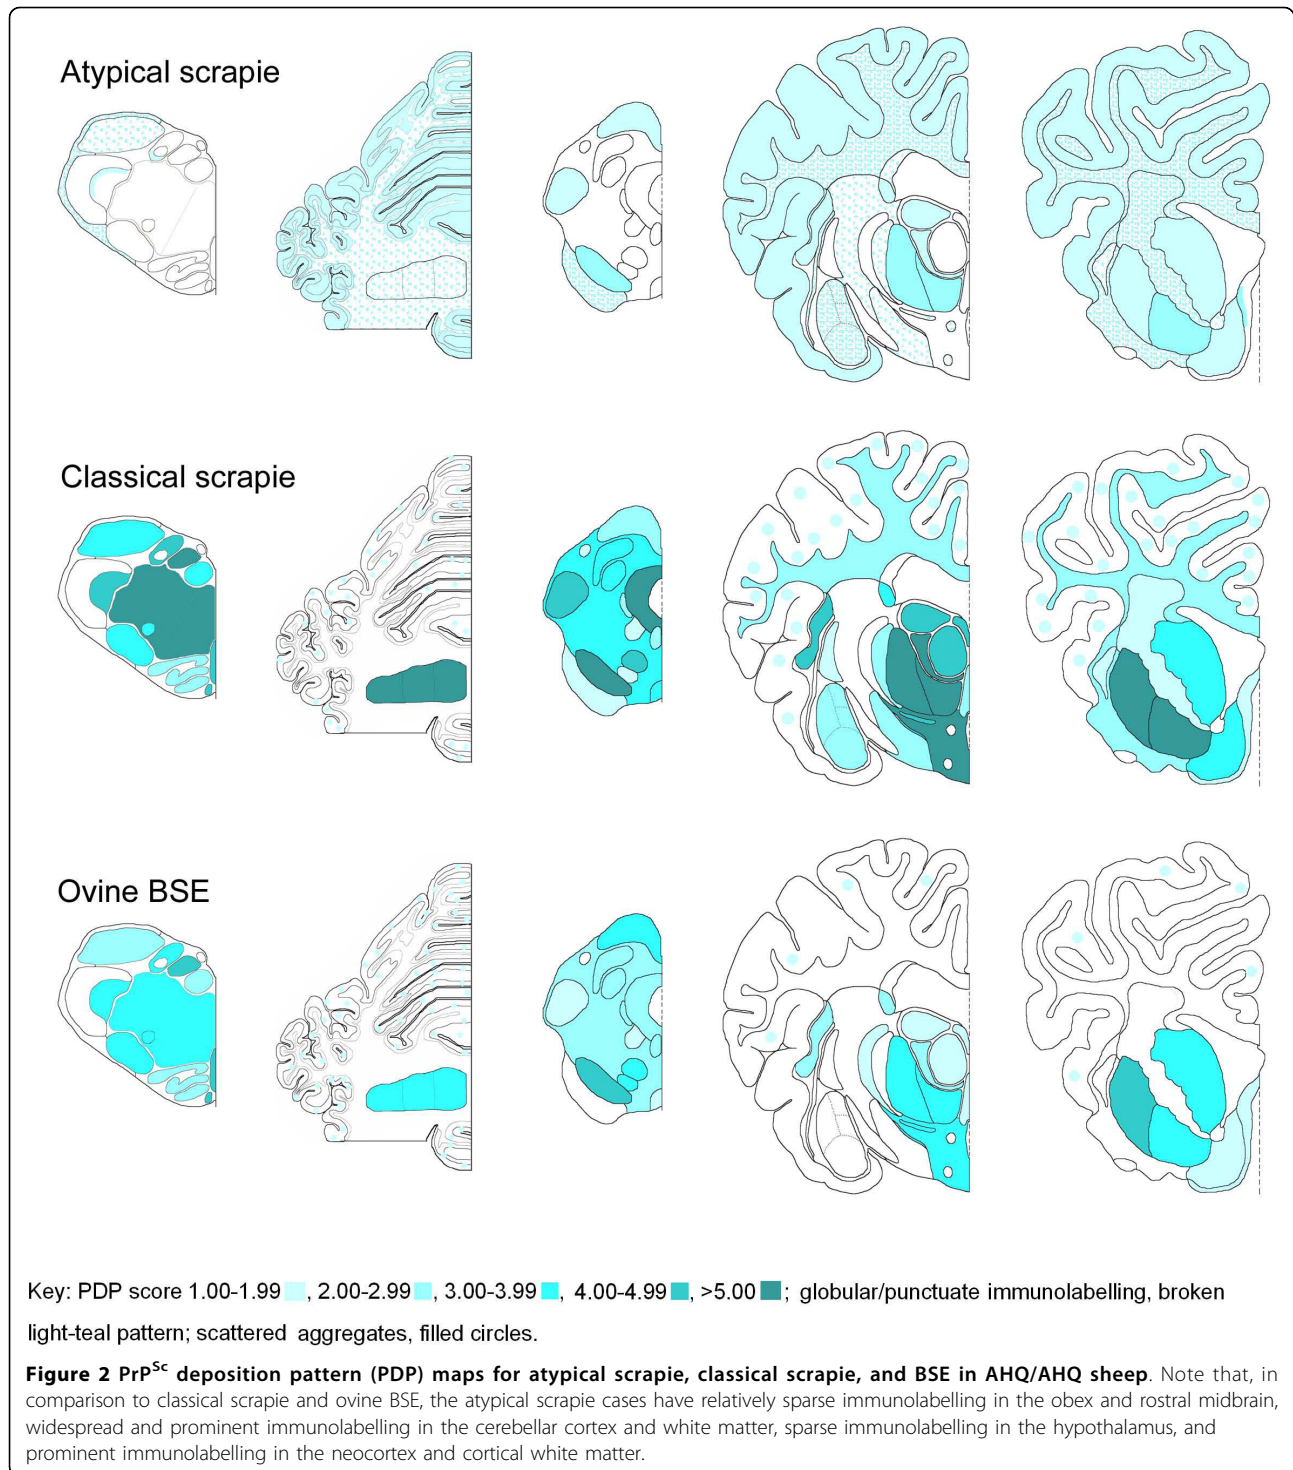 Atypical scrapie
Classical scrapie
Ovine BSE
Key: PDP score 1.00-1.99 , 2.00-2.99 , 3.00-3.99 , 4.00-4.99 , >5.00 ; globular/punctuate immunolabelling, broken
light-teal pattern; scattered aggregates, filled circles.
Figure 2 PrP^Sc deposition pattern (PDP) maps for atypical scrapie, classical scrapie, and BSE in AHQ/AHQ sheep. Note that, in
comparison to classical scrapie and ovine BSE, the atypical scrapie cases have relatively sparse immunolabelling in the obex and rostral midbrain,
widespread and prominent immunolabelling in the cerebellar cortex and white matter, sparse immunolabelling in the hypothalamus, and
prominent immunolabelling in the neocortex and cortical white matter.